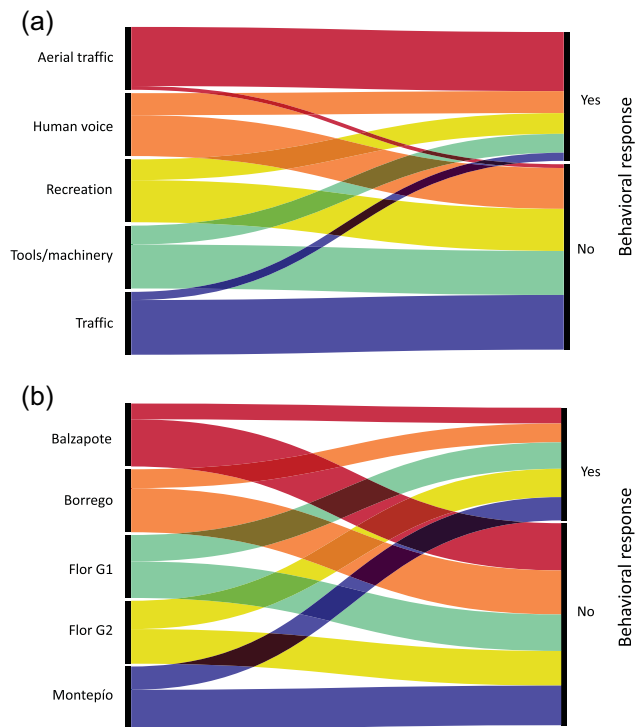 (a)
Aerial traffic
Human voice
Recreation
Tools/machinery
Traffic
Yes
No
Behavioral response
(b)
Balzapote
Borrego
Flor G1
Flor G2
Montepío
Yes
No
Behavioral response